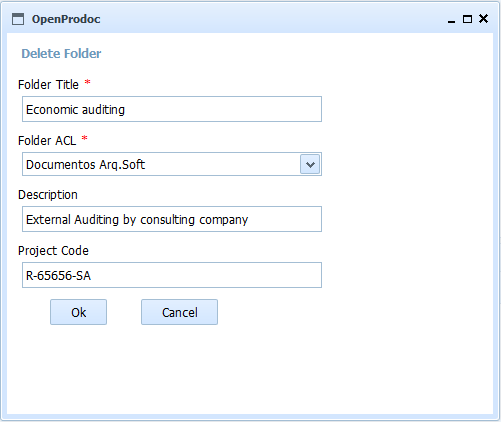 OpenProdoc
Delete Folder
Folder Title *
Economic auditing
Folder ACL *
Documentos Arq.Soft
Description
External Auditing by consulting company
Project Code
R-65656-SA
Ok Cancel